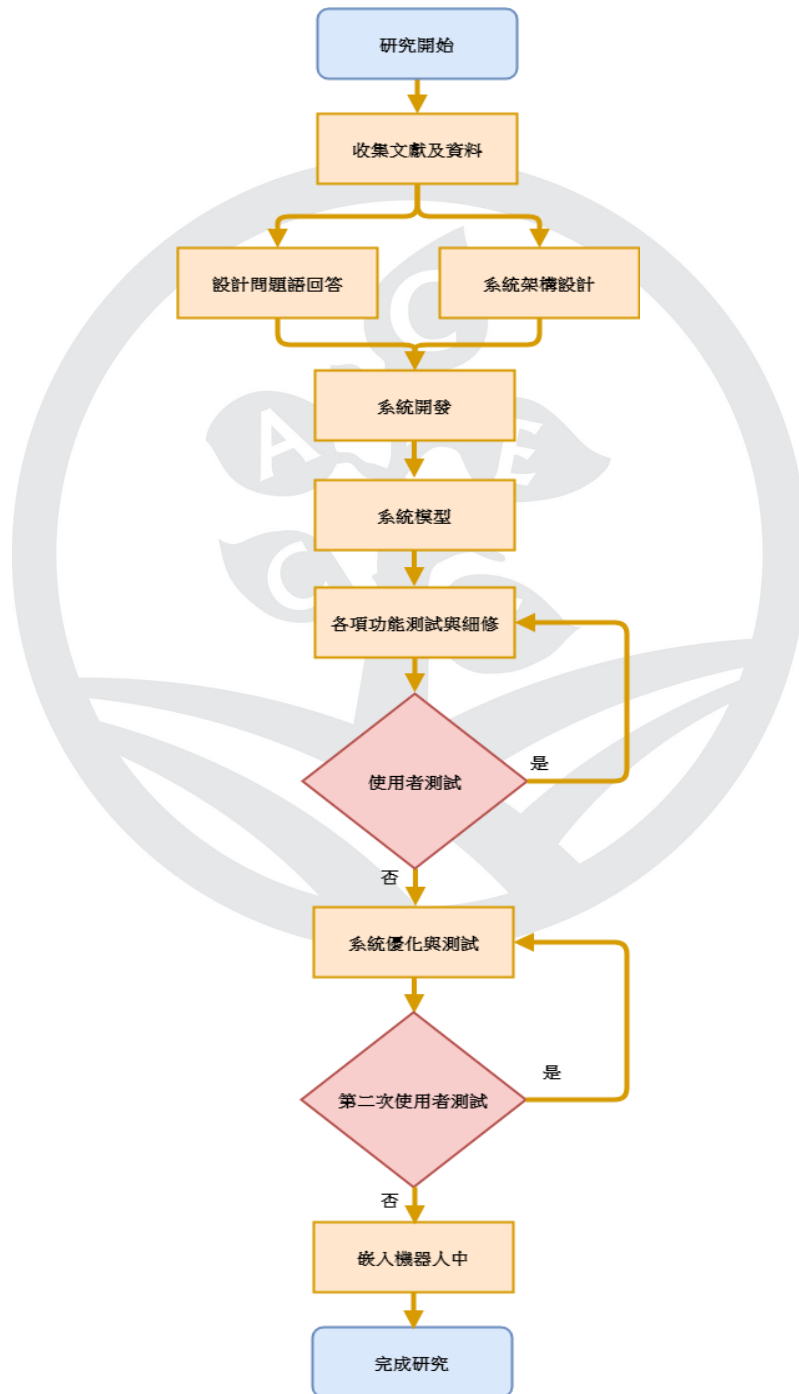 研究開始
收集文獻及資料
設計問題語回答
系統架構設計
系統開發
系統模型
各項功能測試與細修
使用者測試
是
否
系統優化與測試
第二次使用者測試
是
否
嵌入機器人中
完成研究
C
A
E
C